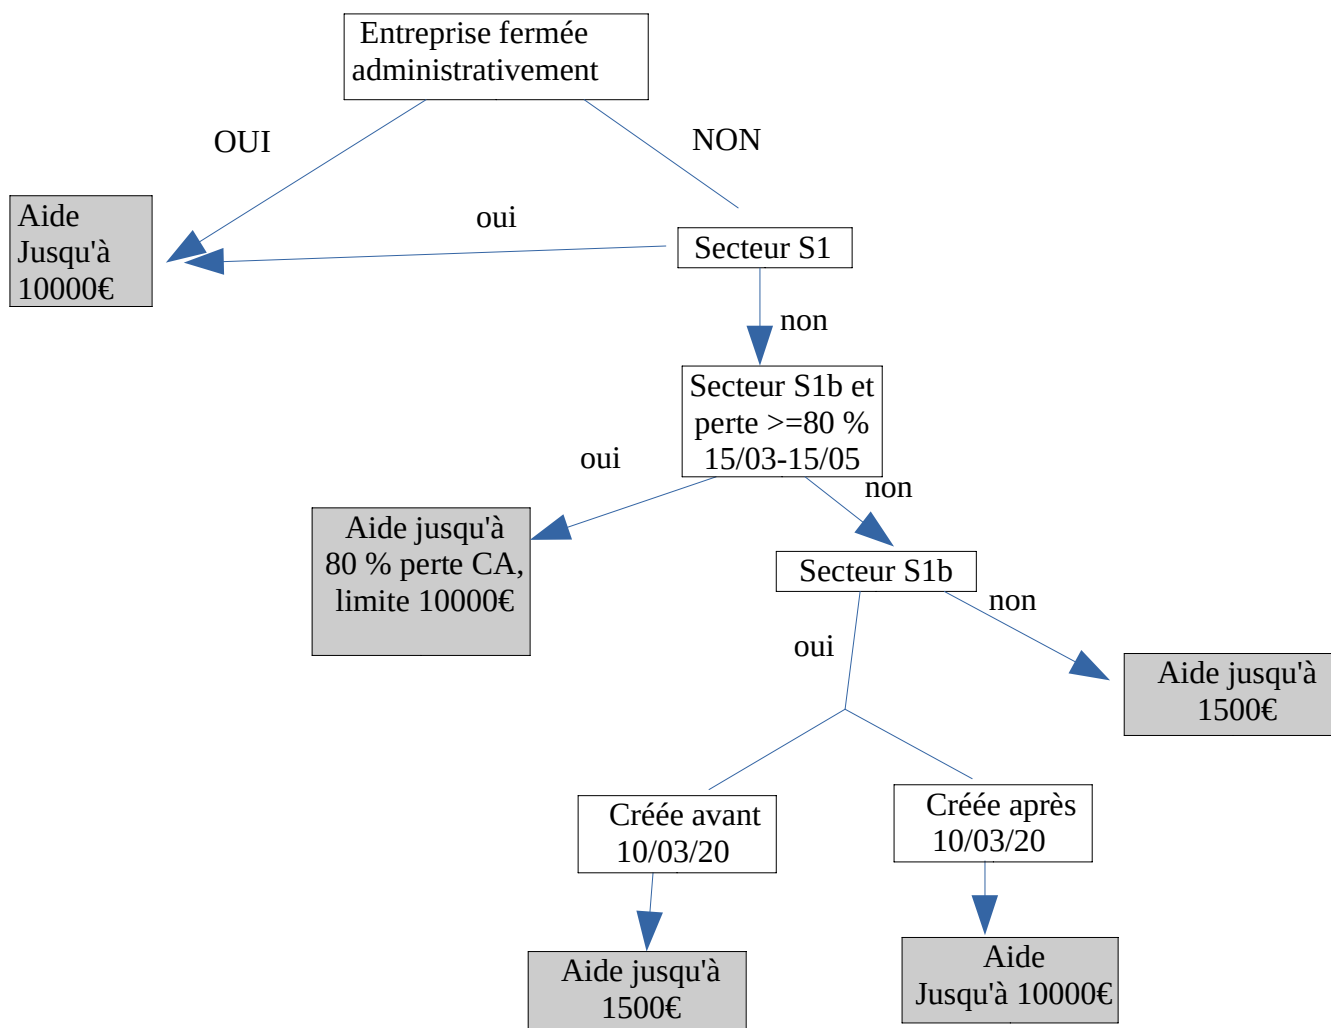 Entreprise fermée
administrativement
OUI
NON
Aide
Jusqu'à
10000€
oui
Secteur S1
non
Secteur S1b et
perte >=80 %
15/03-15/05
oui
non
Aide jusqu'à
80 % perte CA,
limite 10000€
Secteur S1b
non
oui
Aide jusqu'à
1500€
Créée avant
10/03/20
Créée après
10/03/20
Aide jusqu'à
1500€
Aide
Jusqu'à 10000€